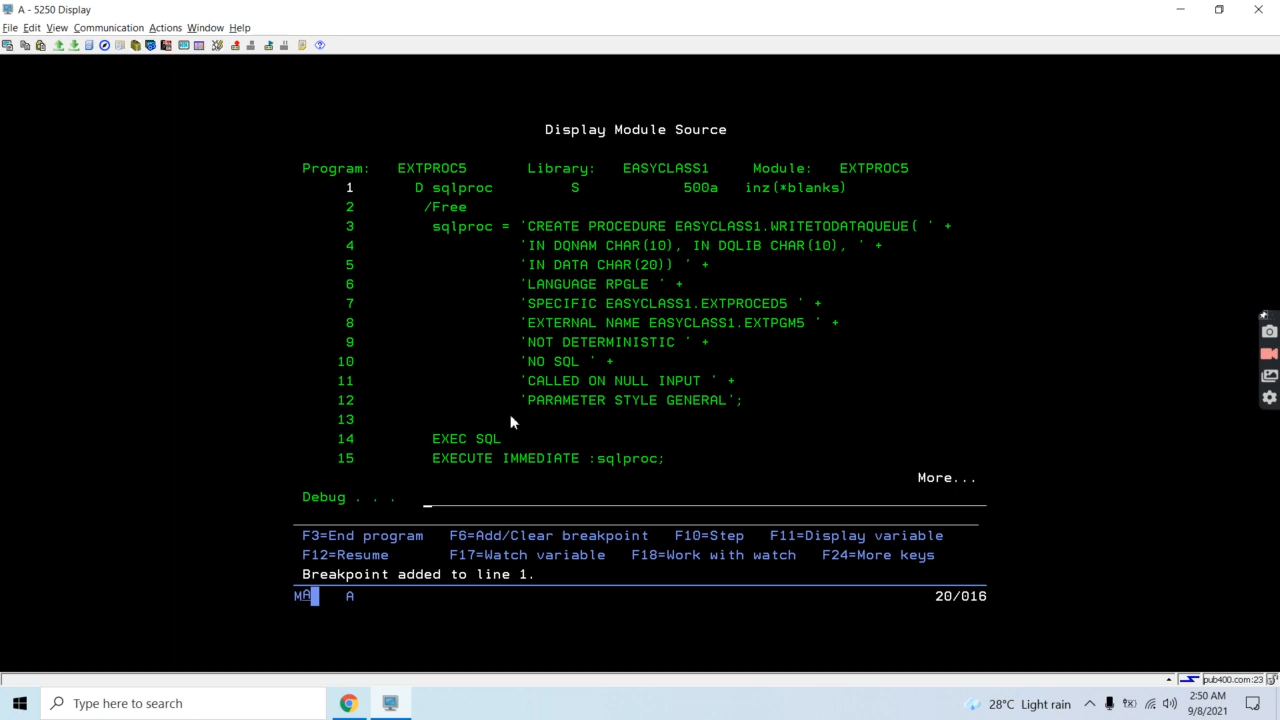 A - 5250 Display
File Edit View Communication Actions Window Help
Display Module Source
Program: EXTPROC5 Library: EASYCLASS1 Module: EXTPROC5
1 D sqlproc S 500a inz(*blanks)
2 /Free
3 sqlproc = 'CREATE PROCEDURE EASYCLASS1.WRITETODATAQUEUE( ' +
4 'IN DQNAM CHAR(10), IN DQLIB CHAR(10), ' +
5 'IN DATA CHAR(20)) ' +
6 'LANGUAGE RPGLE ' +
7 'SPECIFIC EASYCLASS1.EXTPROCED5 ' +
8 'EXTERNAL NAME EASYCLASS1.EXTPGM5 ' +
9 'NOT DETERMINISTIC ' +
10 'NO SQL ' +
11 'CALLED ON NULL INPUT ' +
12 'PARAMETER STYLE GENERAL';
13
14 EXEC SQL
15 EXECUTE IMMEDIATE :sqlproc;
More...
Debug . . .
F3=End program F6=Add/Clear breakpoint F10=Step F11=Display variable
F12=Resume F17=Watch variable F18=Work with watch F24=More keys
Breakpoint added to line 1.
MA A 20/016
pub400.com:23
Type here to search
28°C Light rain
2:50 AM
9/8/2021